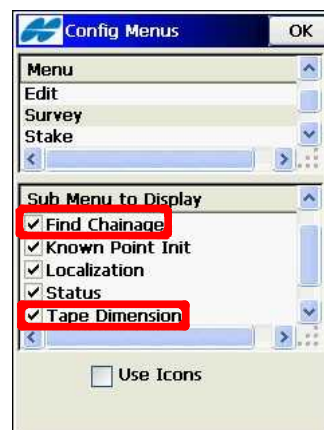 Config Menus
OK
Menu
Edit
Survey
Stake
Sub Menu to Display
Find Chainage
Known Point Init
Localization
Status
Tape Dimension
Use Icons